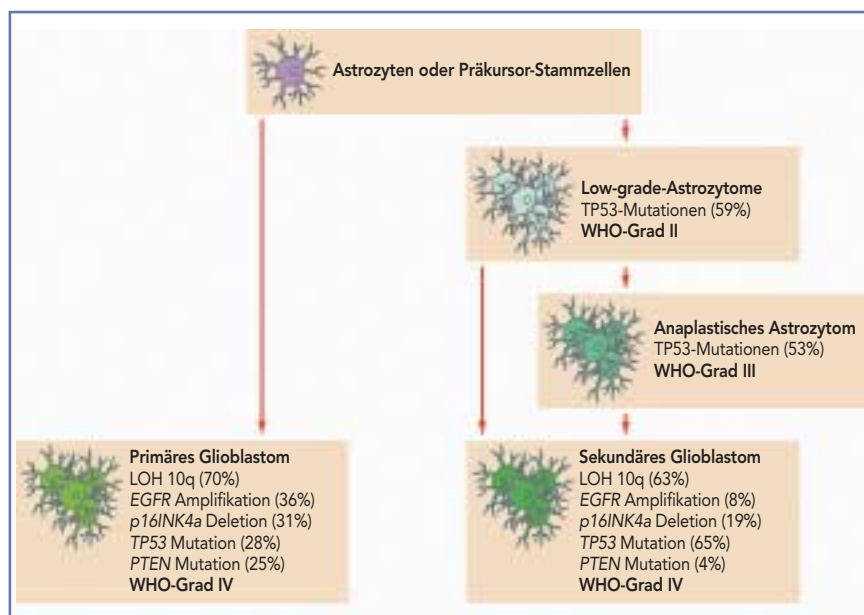 Astrozyten oder Präkursor-Stammzellen
Low-grade-Astrozytome
TP53-Mutationen (59%)
WHO-Grad II
Anaplastisches Astrozytom
TP53-Mutationen (53%)
WHO-Grad III
Primäres Glioblastom
LOH 10q (70%)
EGFR Amplifikation (36%)
p16INK4a Deletion (31%)
TP53 Mutation (28%)
PTEN Mutation (25%)
WHO-Grad IV
Sekundäres Glioblastom
LOH 10q (63%)
EGFR Amplifikation (8%)
p16INK4a Deletion (19%)
TP53 Mutation (65%)
PTEN Mutation (4%)
WHO-Grad IV